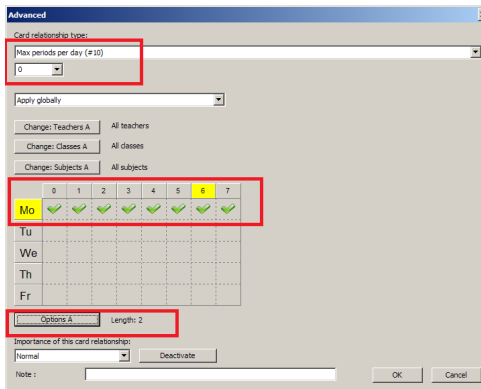 Advanced
Card relationship type:
Max periods per day (#10)
0
Apply globally
Change: Teachers A All teachers
Change: Classes A All classes
Change: Subjects A All subjects
0 1 2 3 4 5 6 7
Mo
Tu
We
Th
Fr
Options A Length: 2
Importance of this card relationship:
Normal Deactivate
Note : OK Cancel